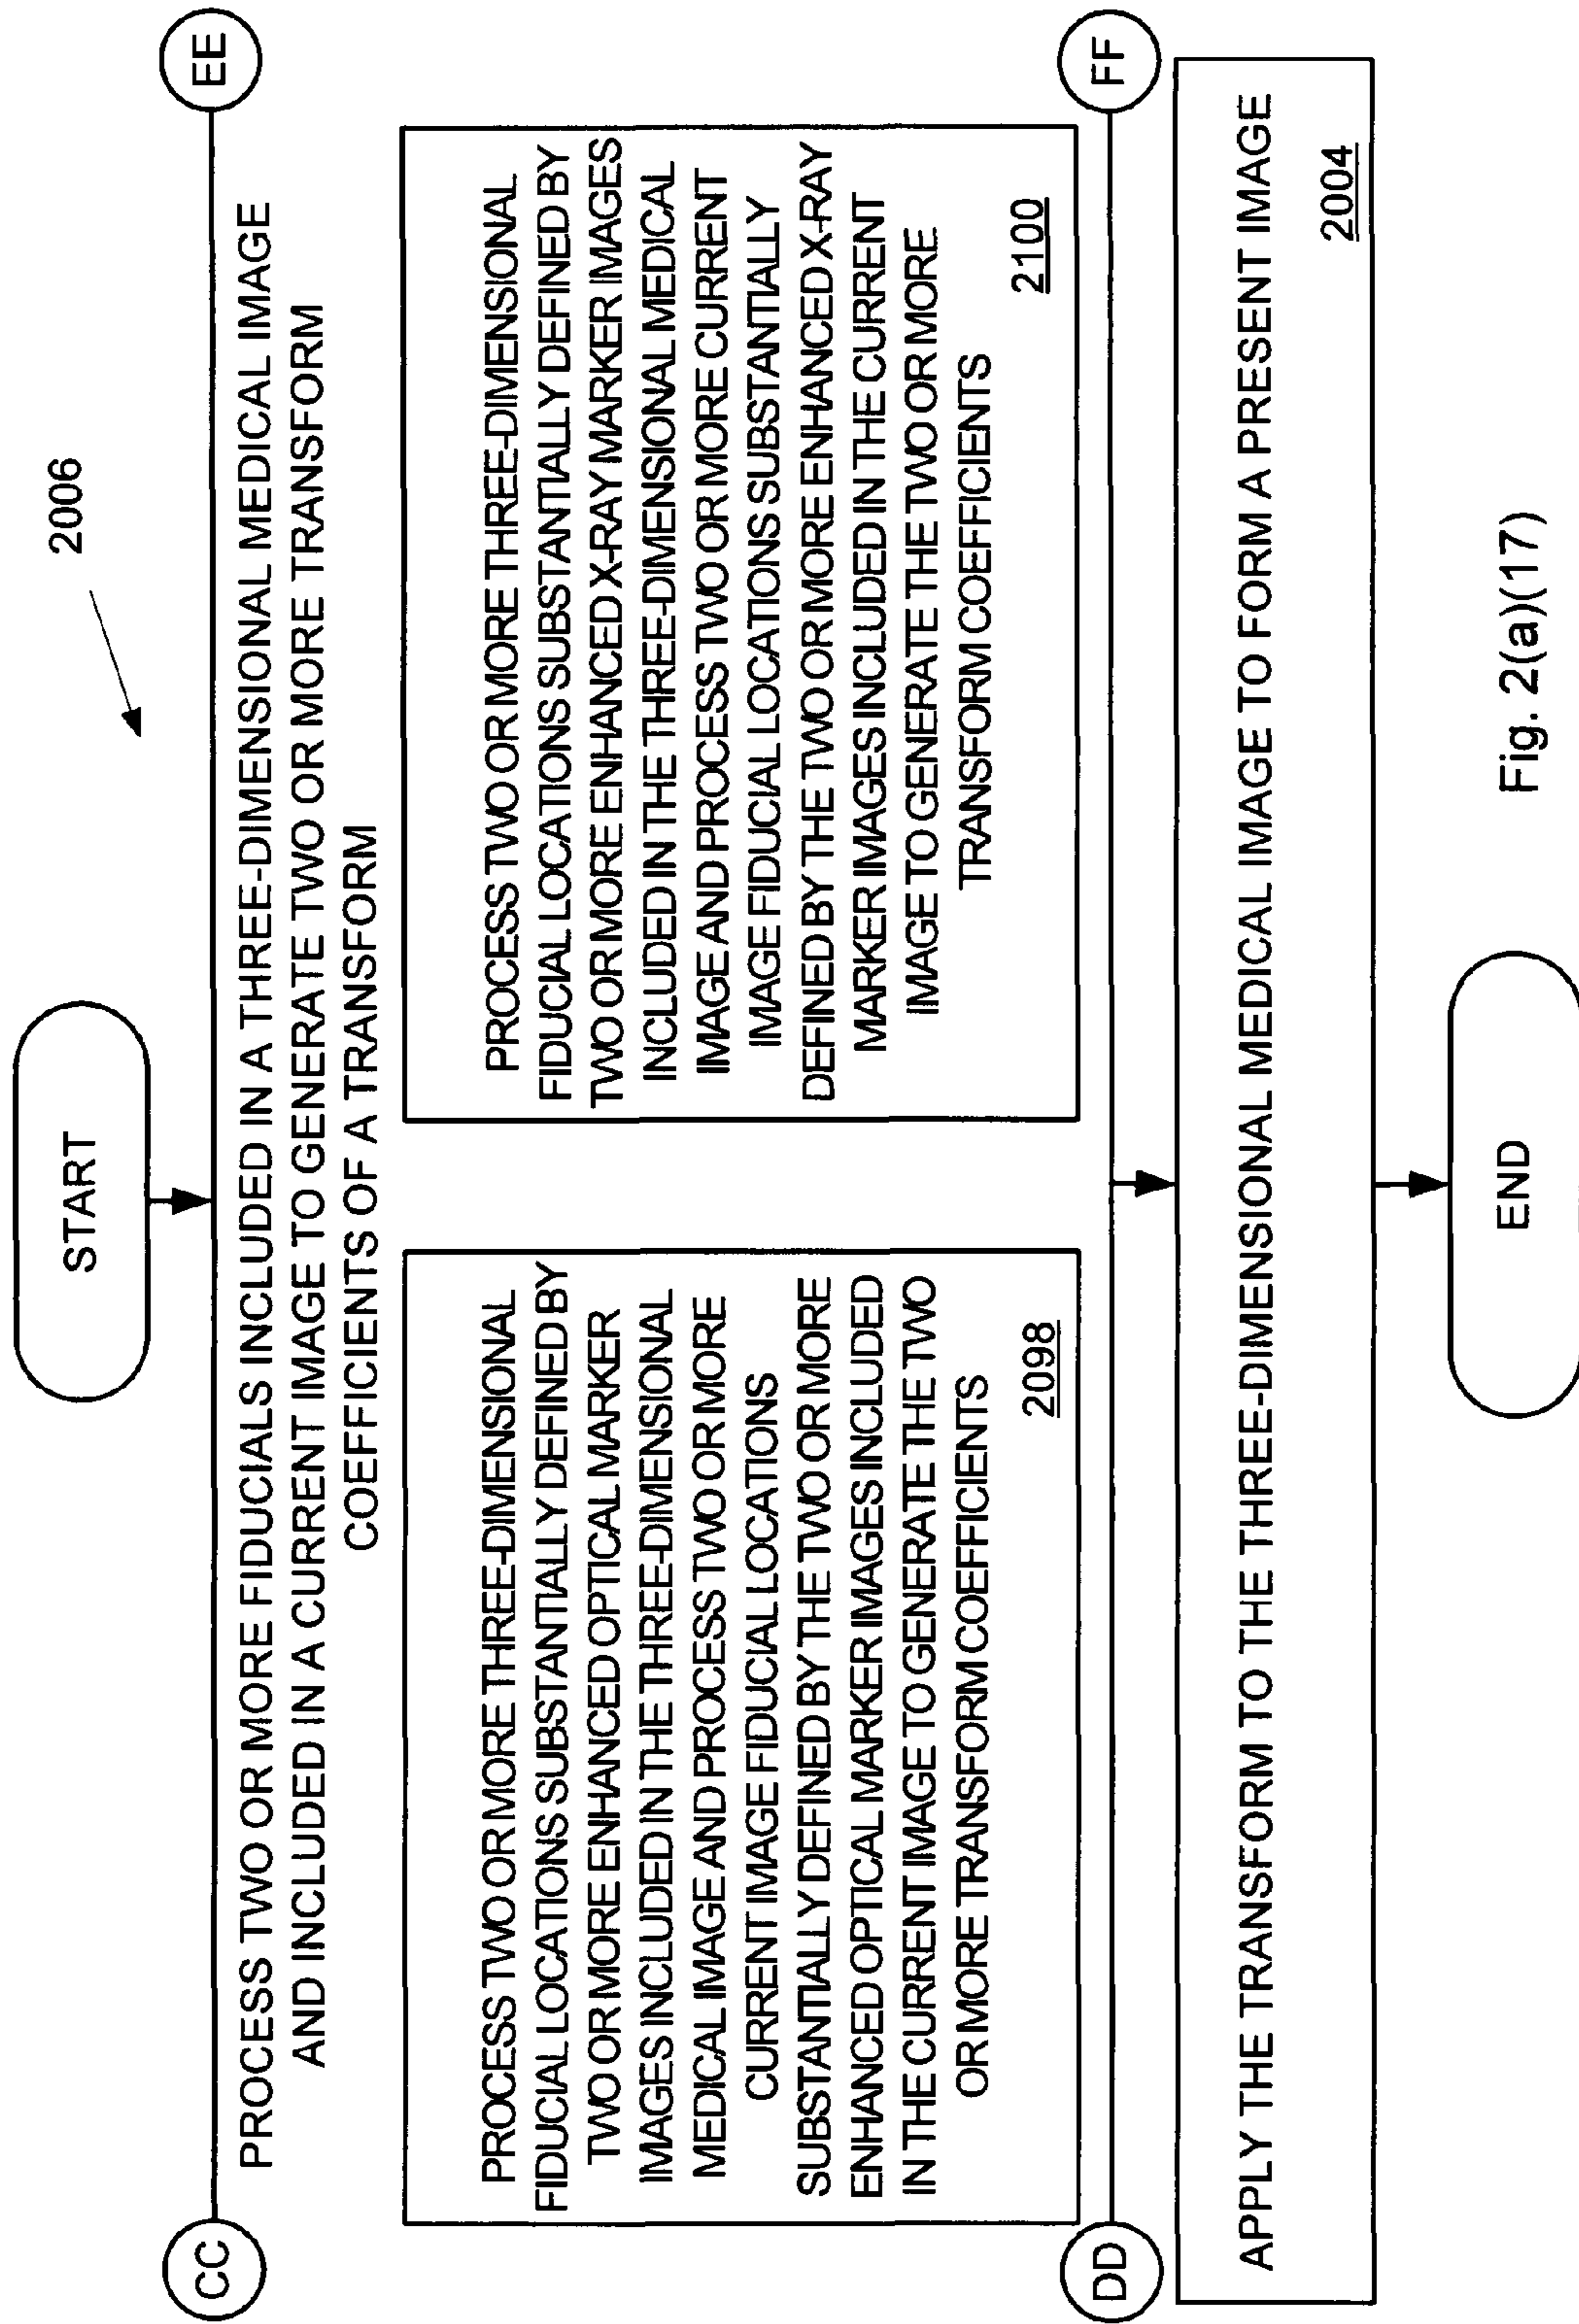 2006
START
CC
EE
PROCESS TWO OR MORE FIDUCIALS INCLUDED IN A THREE-DIMENSIONAL MEDICAL IMAGE
AND INCLUDED IN A CURRENT IMAGE TO GENERATE TWO OR MORE TRANSFORM
COEFFICIENTS OF A TRANSFORM
PROCESS TWO OR MORE THREE-DIMENSIONAL
FIDUCIAL LOCATIONS SUBSTANTIALLY DEFINED BY
TWO OR MORE ENHANCED OPTICAL MARKER
IMAGES INCLUDED IN THE THREE-DIMENSIONAL
MEDICAL IMAGE AND PROCESS TWO OR MORE
CURRENT IMAGE FIDUCIAL LOCATIONS
SUBSTANTIALLY DEFINED BY THE TWO OR MORE
ENHANCED OPTICAL MARKER IMAGES INCLUDED
IN THE CURRENT IMAGE TO GENERATE THE TWO
OR MORE TRANSFORM COEFFICIENTS
2098
PROCESS TWO OR MORE THREE-DIMENSIONAL
FIDUCIAL LOCATIONS SUBSTANTIALLY DEFINED BY
TWO OR MORE ENHANCED X-RAY MARKER IMAGES
INCLUDED IN THE THREE-DIMENSIONAL MEDICAL
IMAGE AND PROCESS TWO OR MORE CURRENT
IMAGE FIDUCIAL LOCATIONS SUBSTANTIALLY
DEFINED BY THE TWO OR MORE ENHANCED X-RAY
MARKER IMAGES INCLUDED IN THE CURRENT
IMAGE TO GENERATE THE TWO OR MORE
TRANSFORM COEFFICIENTS
2100
DD
FF
APPLY THE TRANSFORM TO THE THREE-DIMENSIONAL MEDICAL IMAGE TO FORM A PRESENT IMAGE
2004
END
Fig. 2(a)(17)